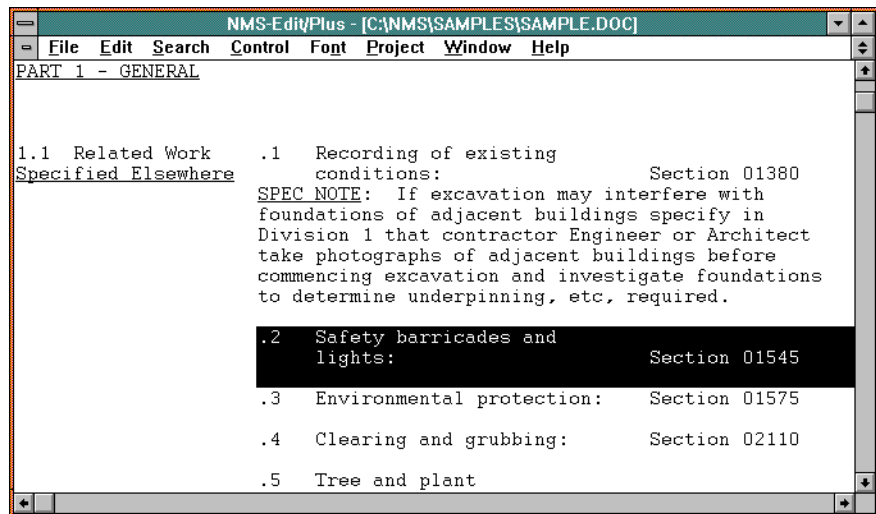 NMS-Edit/Plus - [C:\NMS\SAMPLES\SAMPLE.DOC]
File Edit Search Control Font Project Window Help
PART 1 - GENERAL
1.1 Related Work .1 Recording of existing
Specified Elsewhere conditions: Section 01380
SPEC NOTE: If excavation may interfere with
foundations of adjacent buildings specify in
Division 1 that contractor Engineer or Architect
take photographs of adjacent buildings before
commencing excavation and investigate foundations
to determine underpinning, etc, required.
.2 Safety barricades and
lights: Section 01545
.3 Environmental protection: Section 01575
.4 Clearing and grubbing: Section 02110
.5 Tree and plant